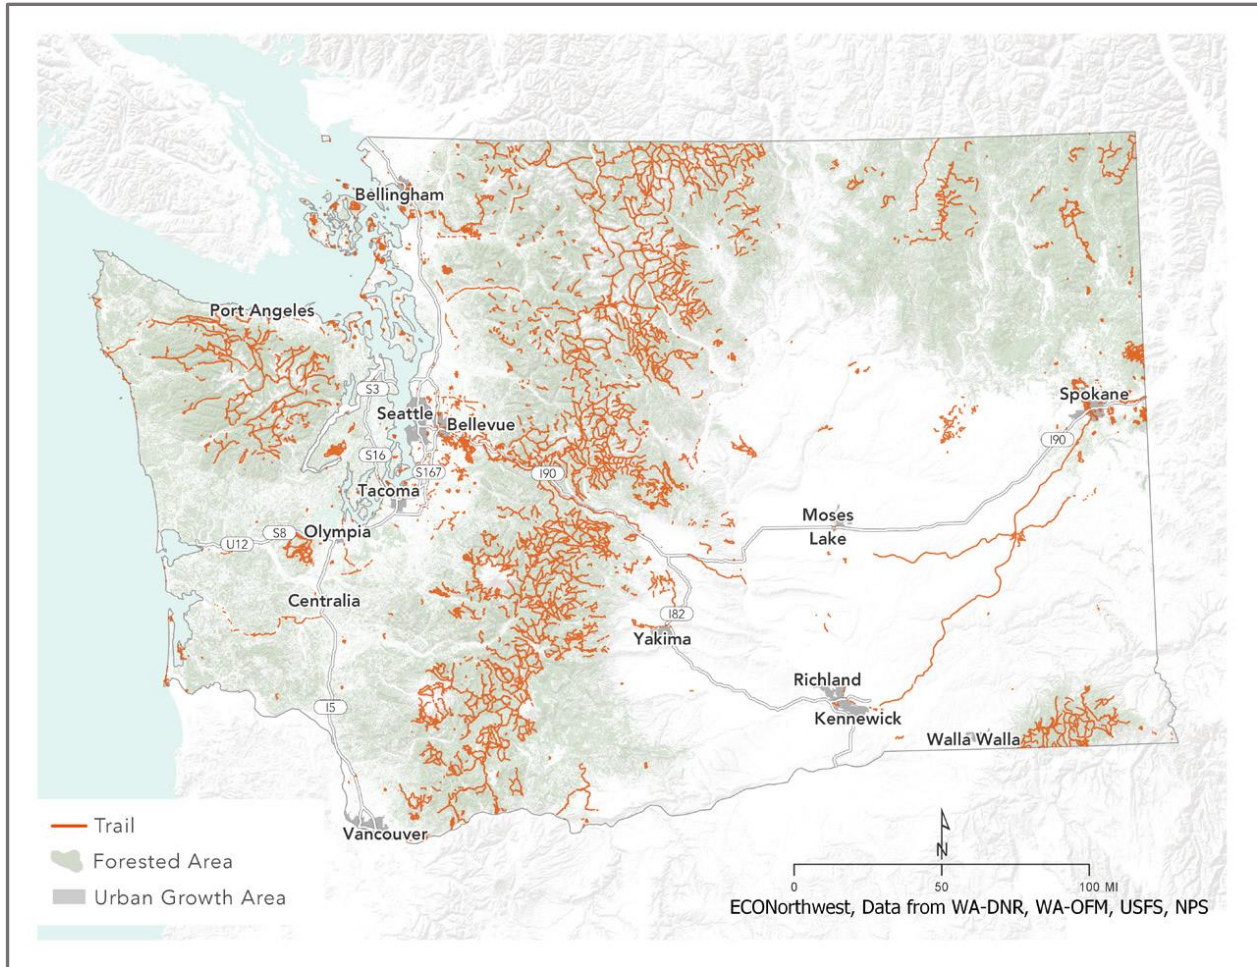 Bellingham
Port Angeles
S3
Seattle
Bellevue
Spokane
I90
S16
S167
I90
Tacoma
Moses
Lake
S8
Olympia
U12
Centralia
I82
Yakima
Richland
I5
Kennewick
Walla Walla
Trail
Vancouver
Forested Area
N
Urban Growth Area
0 50 100 MI
ECONorthwest, Data from WA-DNR, WA-OFM, USFS, NPS